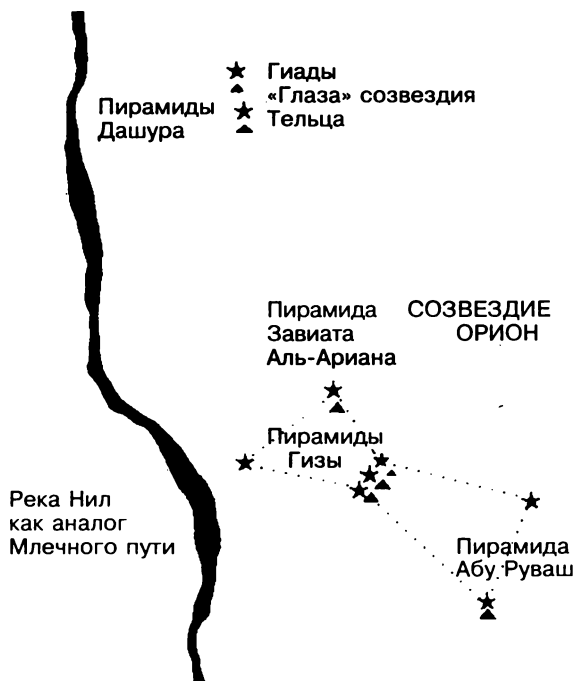 Гиады
«Глаза» созвездия
Тельца
Пирамиды
Дашура
Пирамида
Завиата
Аль-Ариана
СОЗВЕЗДИЕ
ОРИОН
Пирамиды
Гизы
Река Нил
как аналог
Млечного пути
Пирамида
Абу Руваш